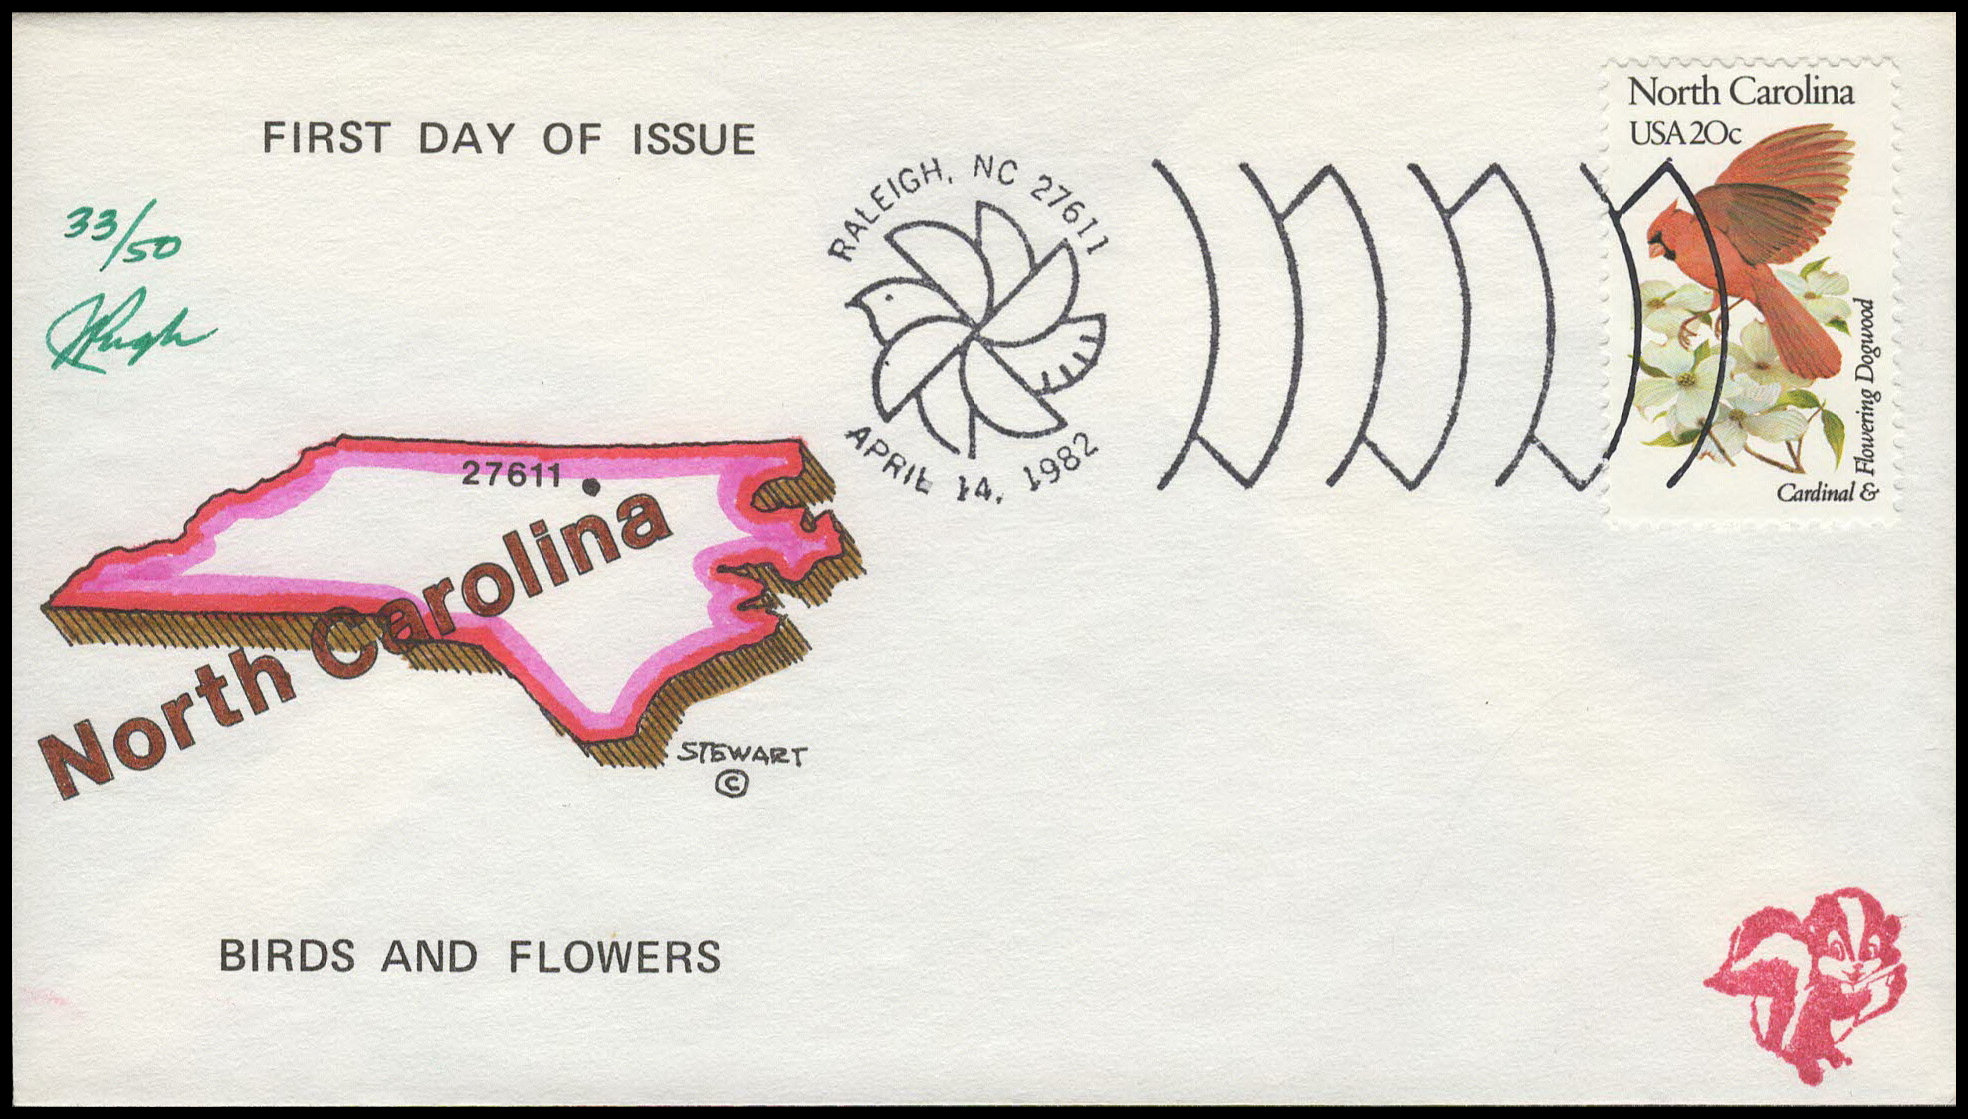 FIRST DAY OF ISSUE
33/50
RALEIGH, NC 27611
APRIL 14, 1982
North Carolina
USA 20c
Cardinal &
Flowering Dogwood
27611
North Carolina
STEWART
©
BIRDS AND FLOWERS